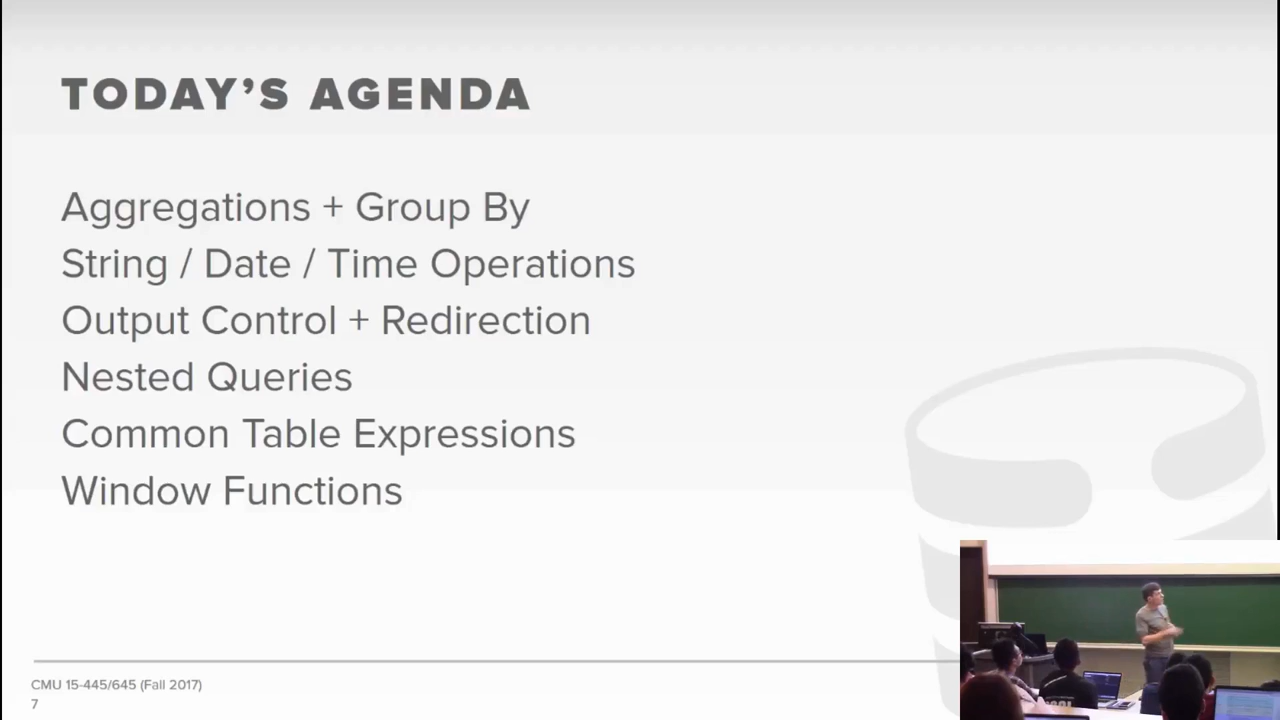 TODAY'S AGENDA
Aggregations + Group By
String / Date / Time Operations
Output Control + Redirection
Nested Queries
Common Table Expressions
Window Functions
CMU 15-445/645 (Fall 2017)
7